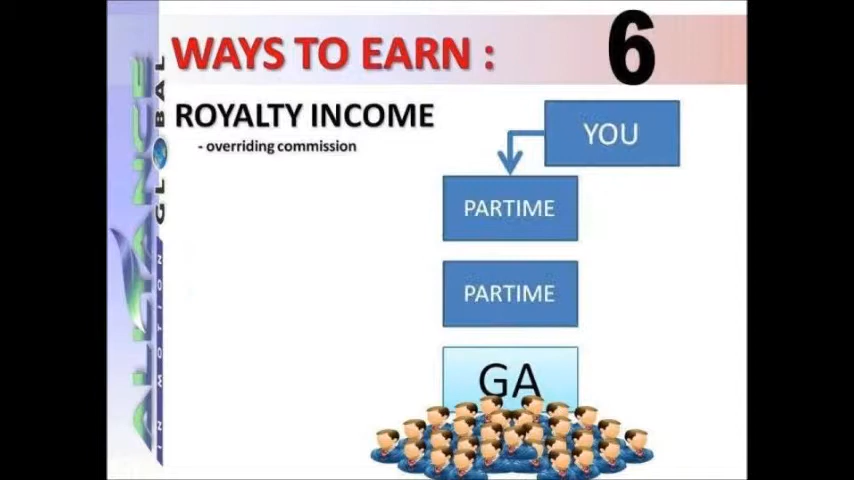 WAYS TO EARN :
6
ROYALTY INCOME
- overriding commission
YOU
PARTIME
PARTIME
GA
ALLIANCE
IN MOTION GLOBAL